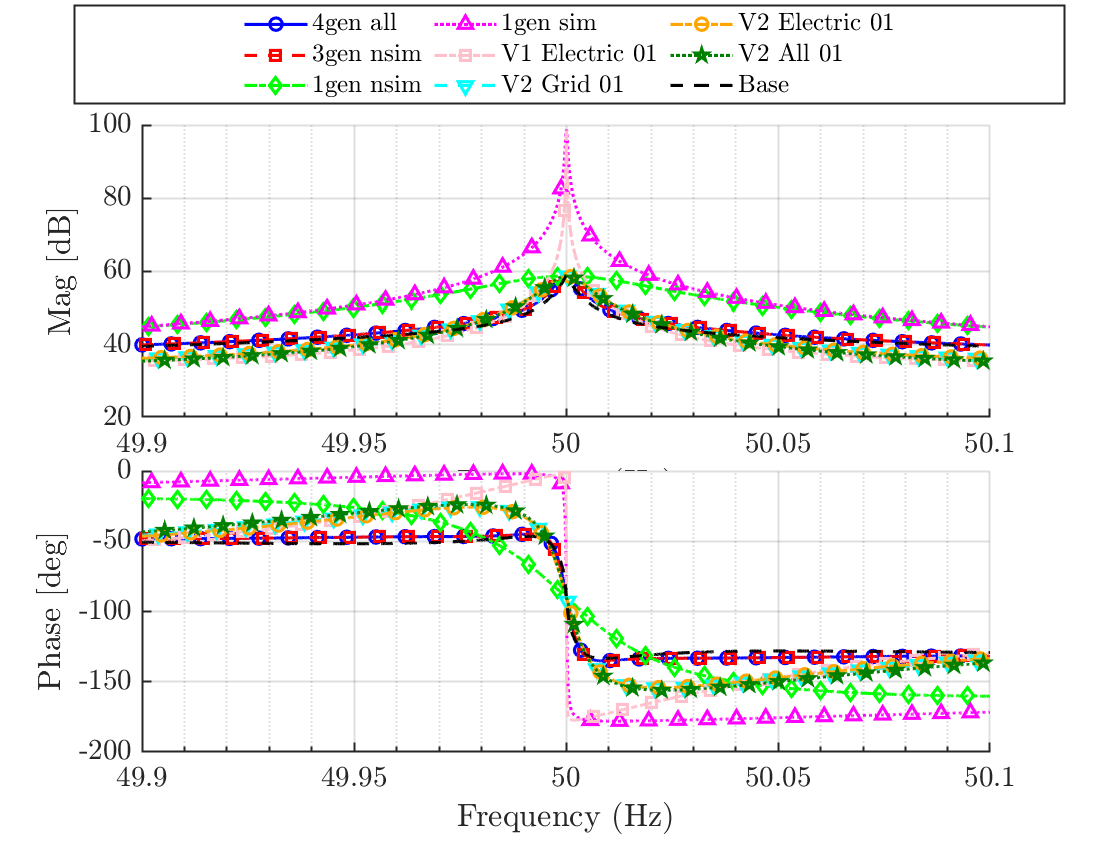 4gen all 1gen sim V2 Electric 01
3gen nsim V1 Electric 01 V2 All 01
1gen nsim V2 Grid 01 Base
100
80
60
40
20
Mag [dB]
49.9 49.95 50 50.05 50.1
0
-50
-100
-150
-200
Phase [deg]
49.9 49.95 50 50.05 50.1
Frequency (Hz)